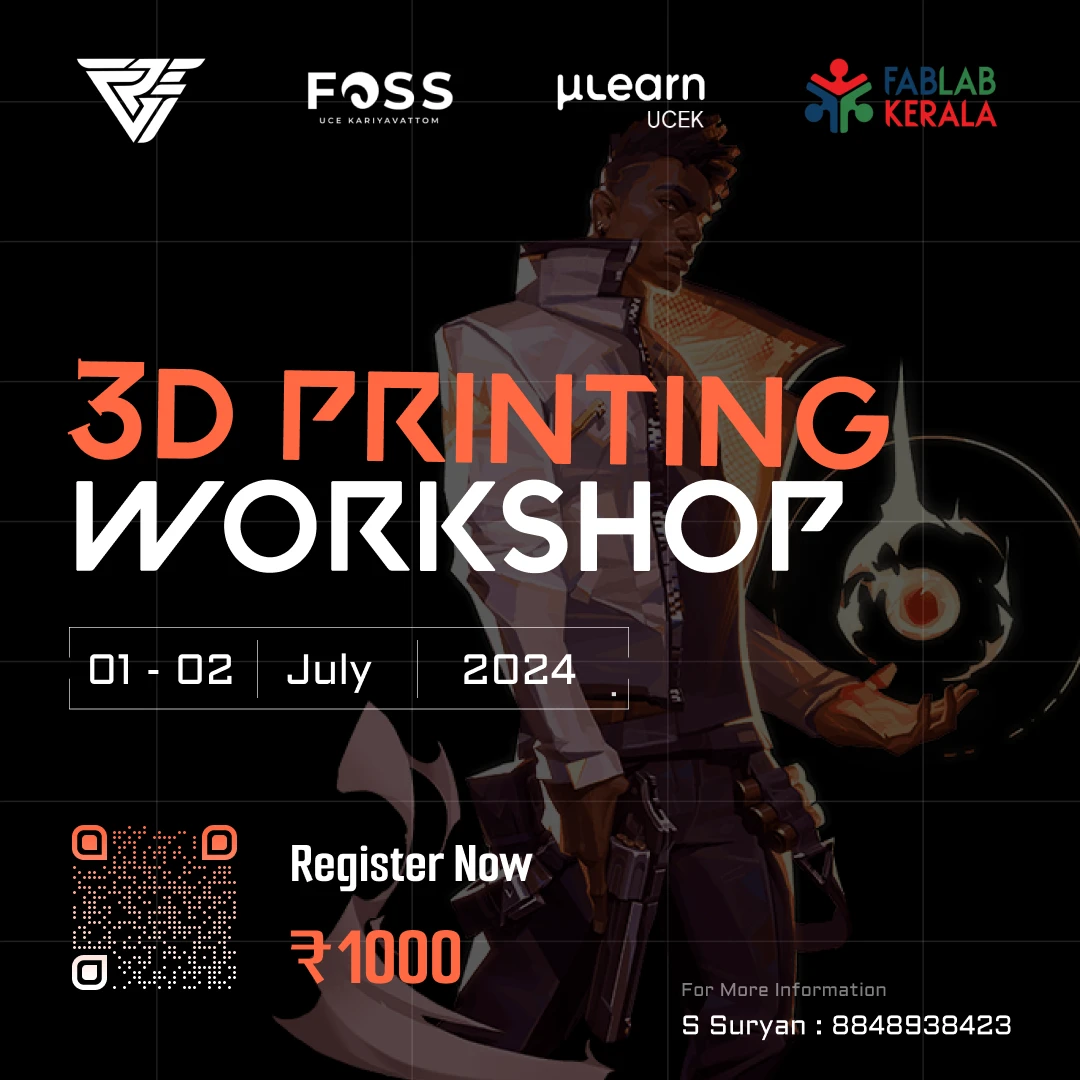 FOSS
UCE KARIYAVATTOM
µLearn
UCEK
FABLAB
KERALA
3D PRINTING
WORKSHOP
01 - 02 July 2024 .
Register Now
₹1000
For More Information
S Suryan : 8848938423